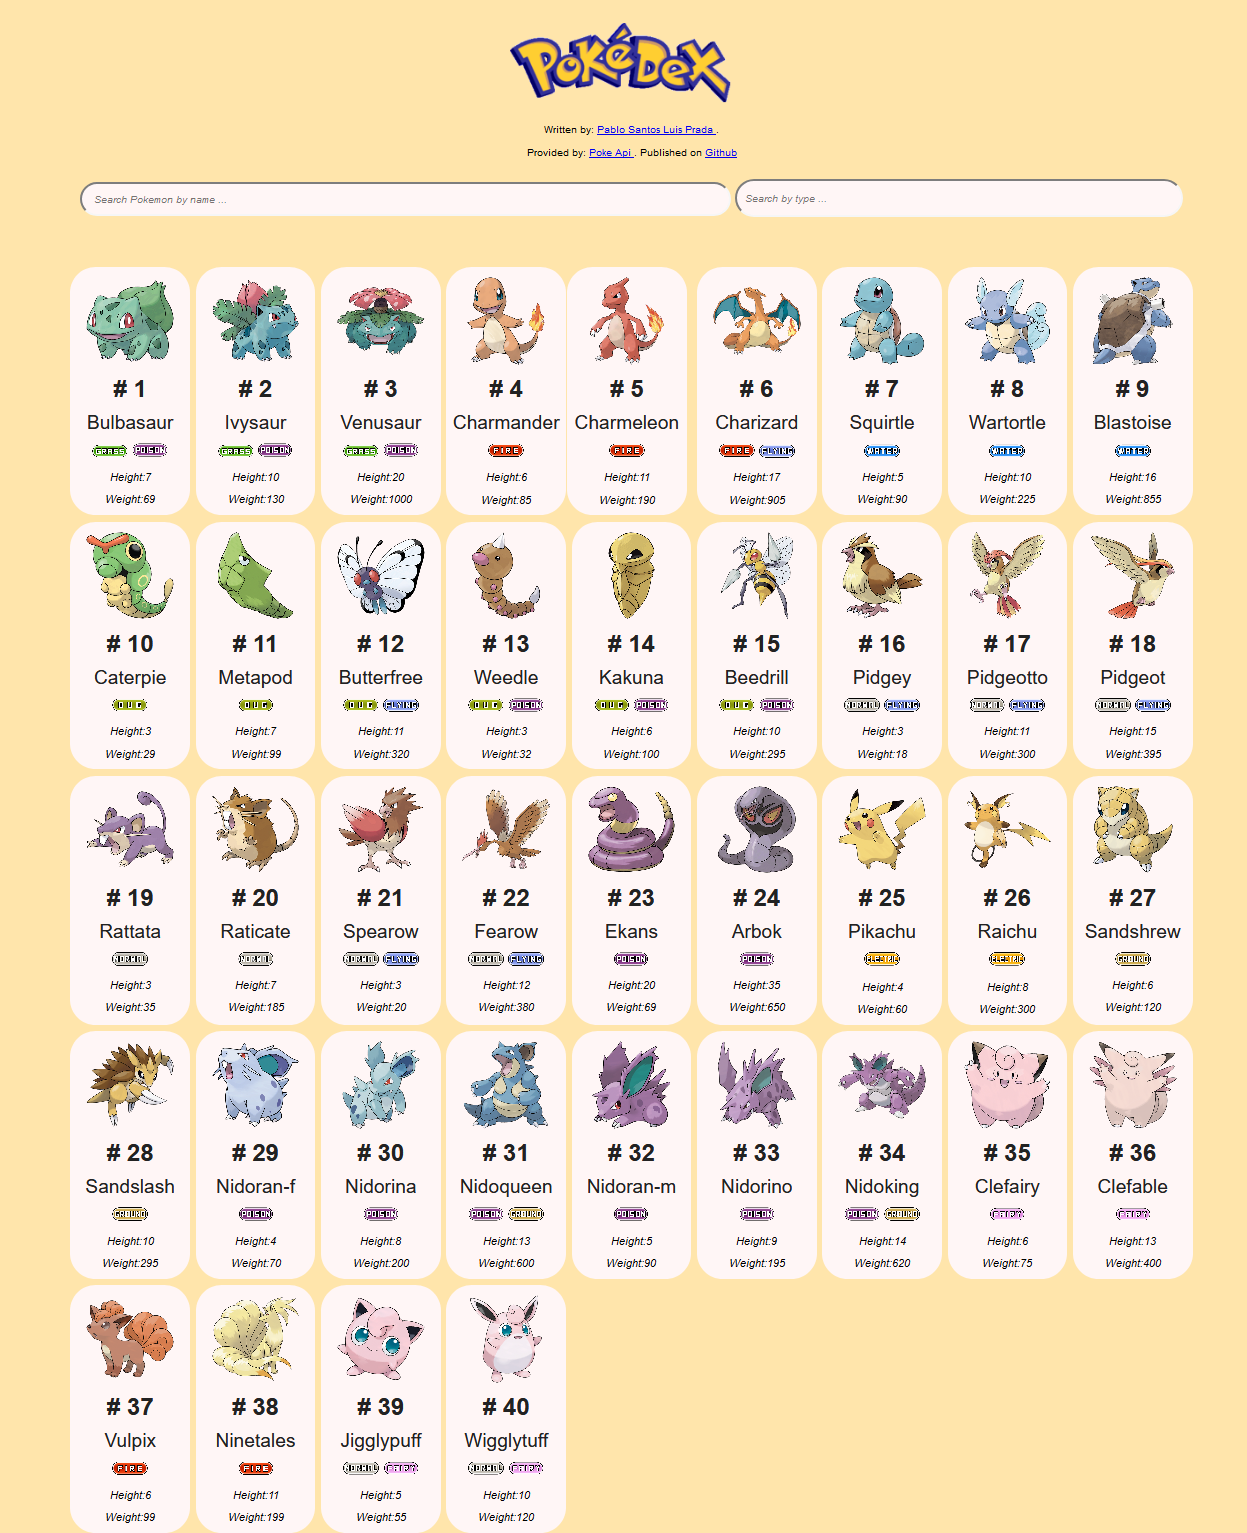 PokéDex
Written by: Pablo Santos Luis Prada .
Provided by: Poke Api . Published on Github
Search Pokemon by name ... Search by type ...
# 1 # 2 # 3 # 4 # 5 # 6 # 7 # 8 # 9
Bulbasaur Ivysaur Venusaur Charmander Charmeleon Charizard Squirtle Wartortle Blastoise
GRASS POISON GRASS POISON GRASS POISON FIRE FIRE FIRE FLYING WATER WATER WATER
Height:7 Height:10 Height:20 Height:6 Height:11 Height:17 Height:5 Height:10 Height:16
Weight:69 Weight:130 Weight:1000 Weight:85 Weight:190 Weight:905 Weight:90 Weight:225 Weight:855
# 10 # 11 # 12 # 13 # 14 # 15 # 16 # 17 # 18
Caterpie Metapod Butterfree Weedle Kakuna Beedrill Pidgey Pidgeotto Pidgeot
BUG BUG BUG FLYING BUG POISON BUG POISON BUG POISON NORMAL FLYING NORMAL FLYING NORMAL FLYING
Height:3 Height:7 Height:11 Height:3 Height:6 Height:10 Height:3 Height:11 Height:15
Weight:29 Weight:99 Weight:320 Weight:32 Weight:100 Weight:295 Weight:18 Weight:300 Weight:395
# 19 # 20 # 21 # 22 # 23 # 24 # 25 # 26 # 27
Rattata Raticate Spearow Fearow Ekans Arbok Pikachu Raichu Sandshrew
NORMAL NORMAL NORMAL FLYING NORMAL FLYING POISON POISON ELECTRIC ELECTRIC GROUND
Height:3 Height:7 Height:3 Height:12 Height:20 Height:35 Height:4 Height:8 Height:6
Weight:35 Weight:185 Weight:20 Weight:380 Weight:69 Weight:650 Weight:60 Weight:300 Weight:120
# 28 # 29 # 30 # 31 # 32 # 33 # 34 # 35 # 36
Sandslash Nidoran-f Nidorina Nidoqueen Nidoran-m Nidorino Nidoking Clefairy Clefable
GROUND POISON POISON POISON GROUND POISON POISON POISON GROUND FAIRY FAIRY
Height:10 Height:4 Height:8 Height:13 Height:5 Height:9 Height:14 Height:6 Height:13
Weight:295 Weight:70 Weight:200 Weight:600 Weight:90 Weight:195 Weight:620 Weight:75 Weight:400
# 37 # 38 # 39 # 40
Vulpix Ninetales Jigglypuff Wigglytuff
FIRE FIRE NORMAL FAIRY NORMAL FAIRY
Height:6 Height:11 Height:5 Height:10
Weight:99 Weight:199 Weight:55 Weight:120